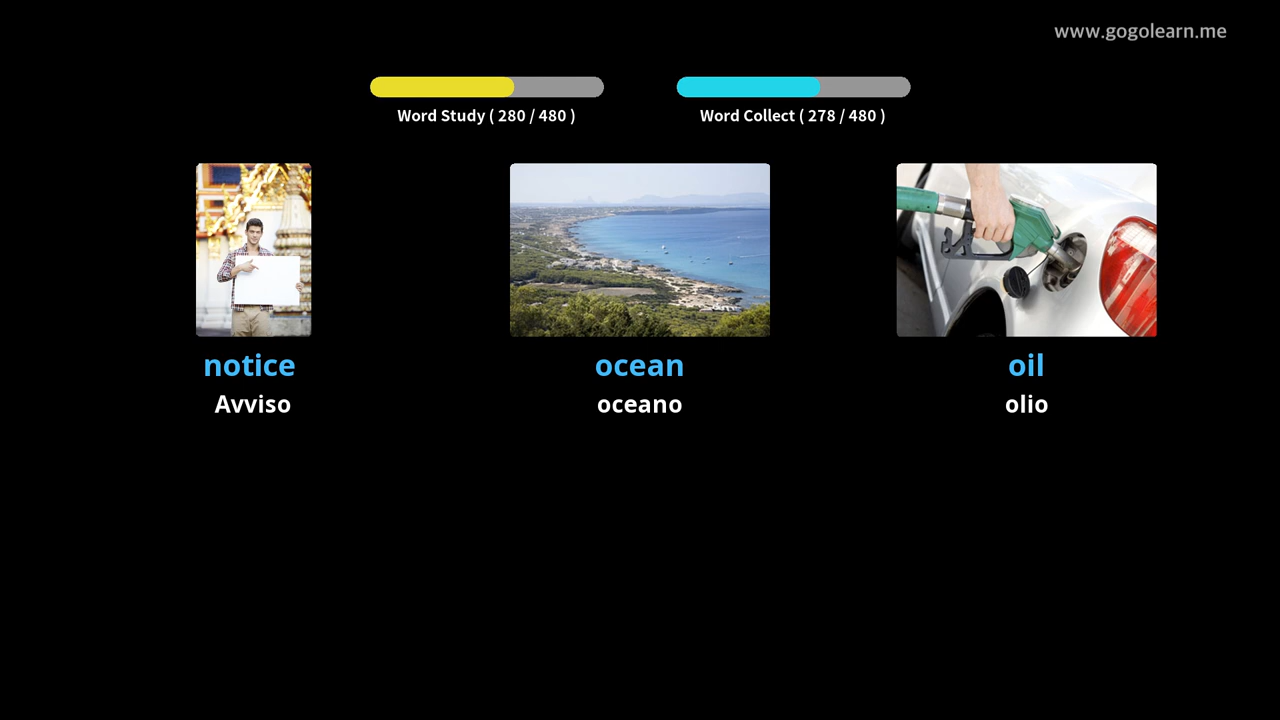 www.gogolearn.me
Word Study ( 280 / 480 )
Word Collect ( 278 / 480 )
notice
Avviso
ocean
oceano
oil
olio